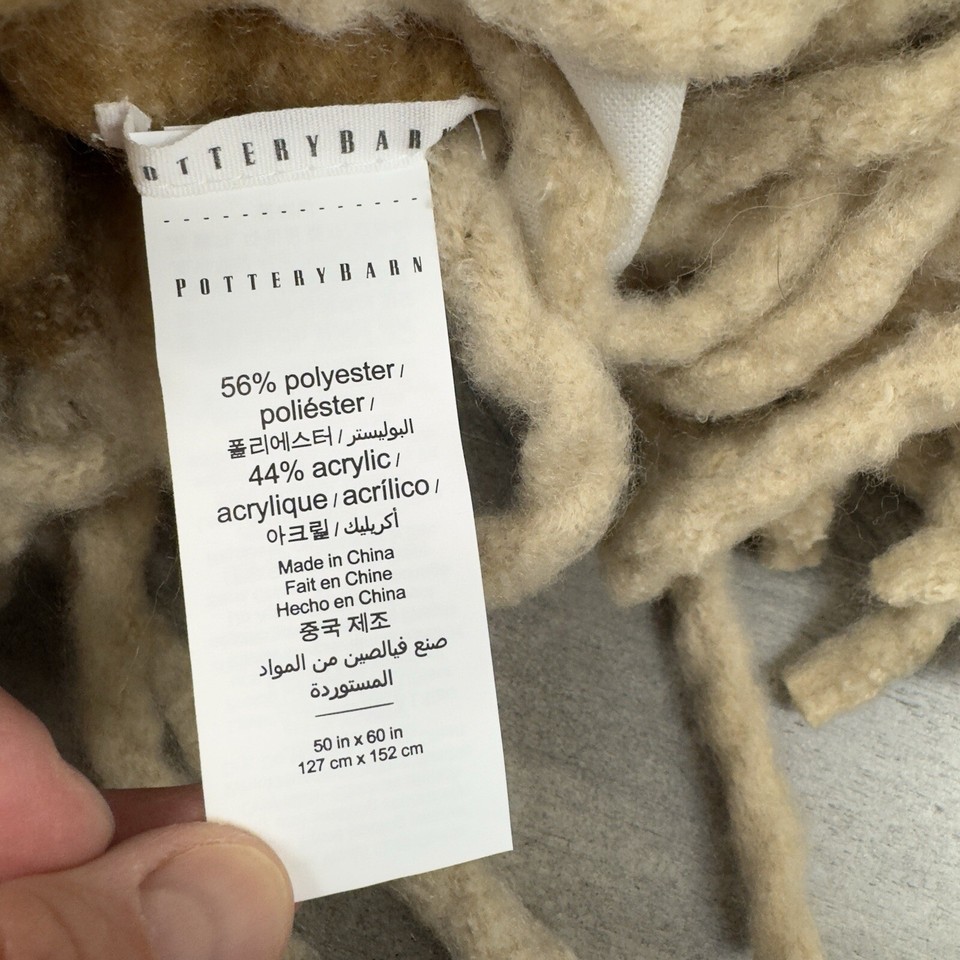 OTTERYBAR
POTTERYBARN
56% polyester /
poliéster /
폴리에스터 / البوليستر
44% acrylic /
acrylique / acrílico /
아크릴 / أكريليك
Made in China
Fait en Chine
Hecho en China
중국 제조
صنع فيالصين من المواد
المستوردة
50 in x 60 in
127 cm x 152 cm